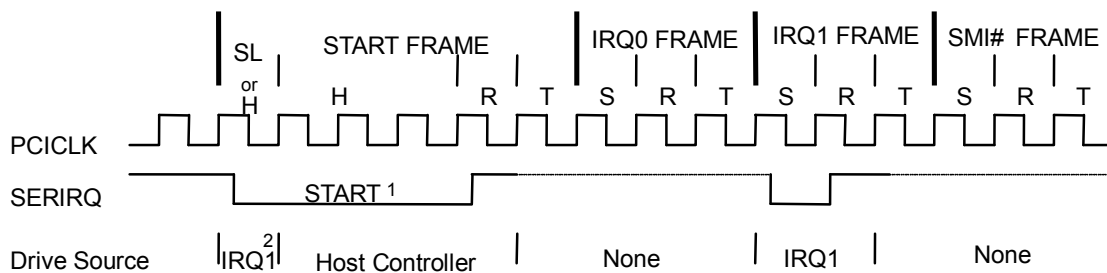 SL START FRAME IRQ0 FRAME IRQ1 FRAME SMI# FRAME
or
H H R T S R T S R T S R T
PCICLK
SERIRQ START 1
Drive Source IRQ1 2 Host Controller None IRQ1 None